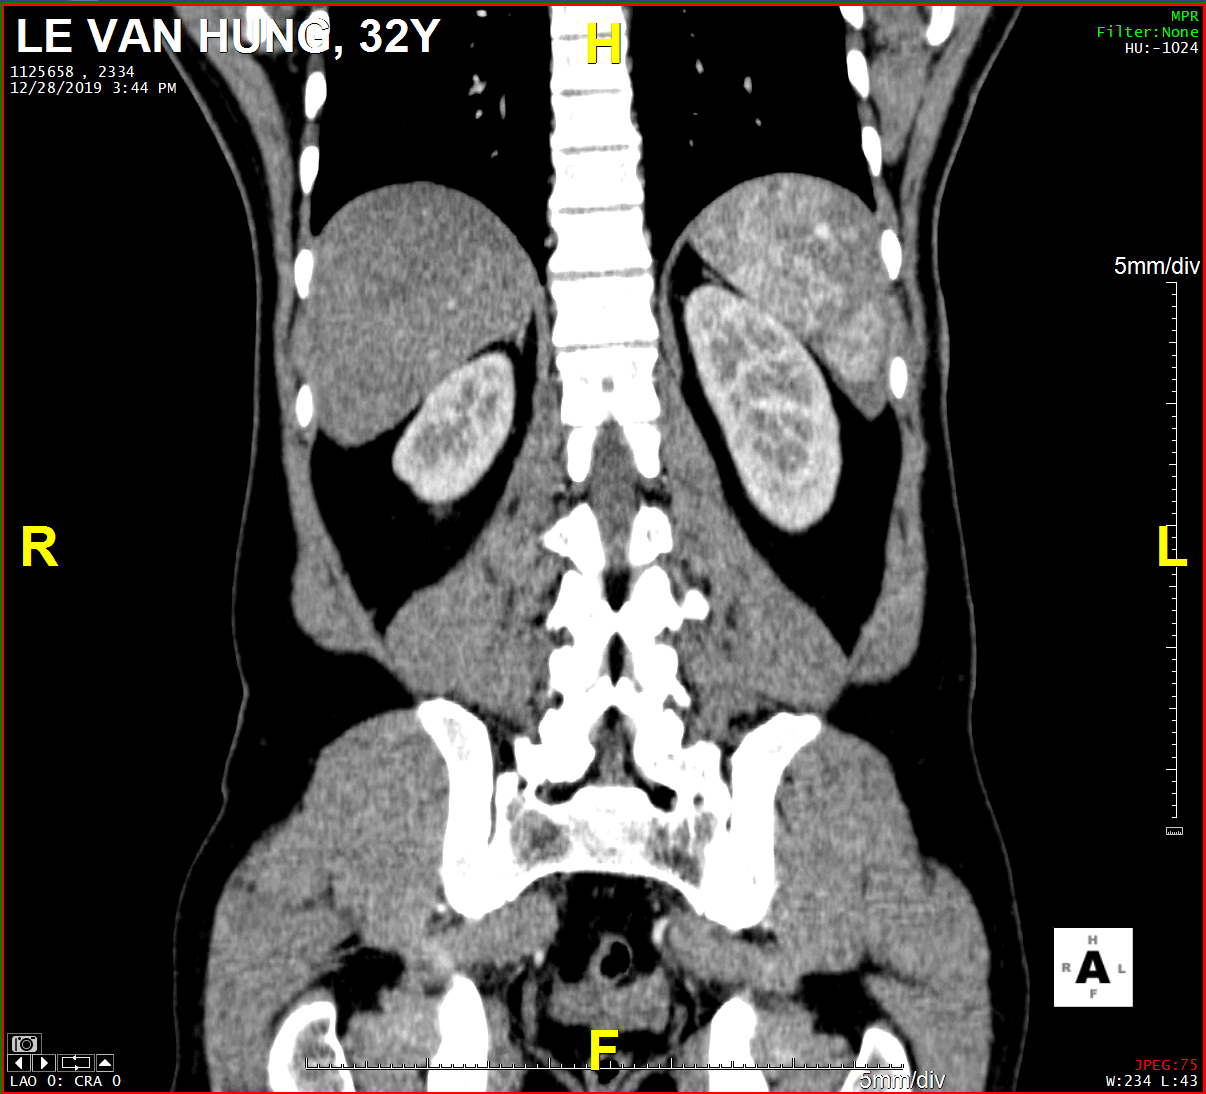 LE VAN HUNG, 32Y
1125658 , 2334
12/28/2019 3:44 PM
H
MPR
Filter:None
HU:-1024
5mm/div
R
L
H
R A L
F
F
5mm/div
LAO 0: CRA 0
JPEG:75
W:234 L:43